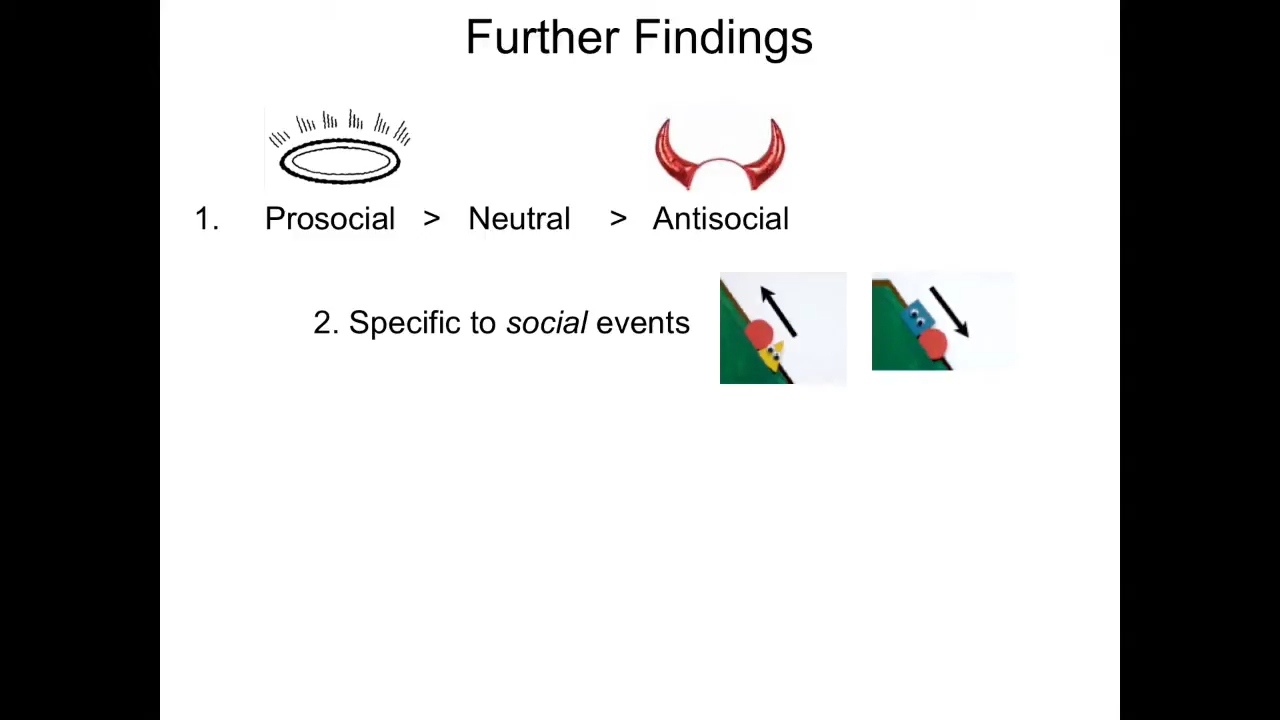 Further Findings
1. Prosocial > Neutral > Antisocial
2. Specific to social events